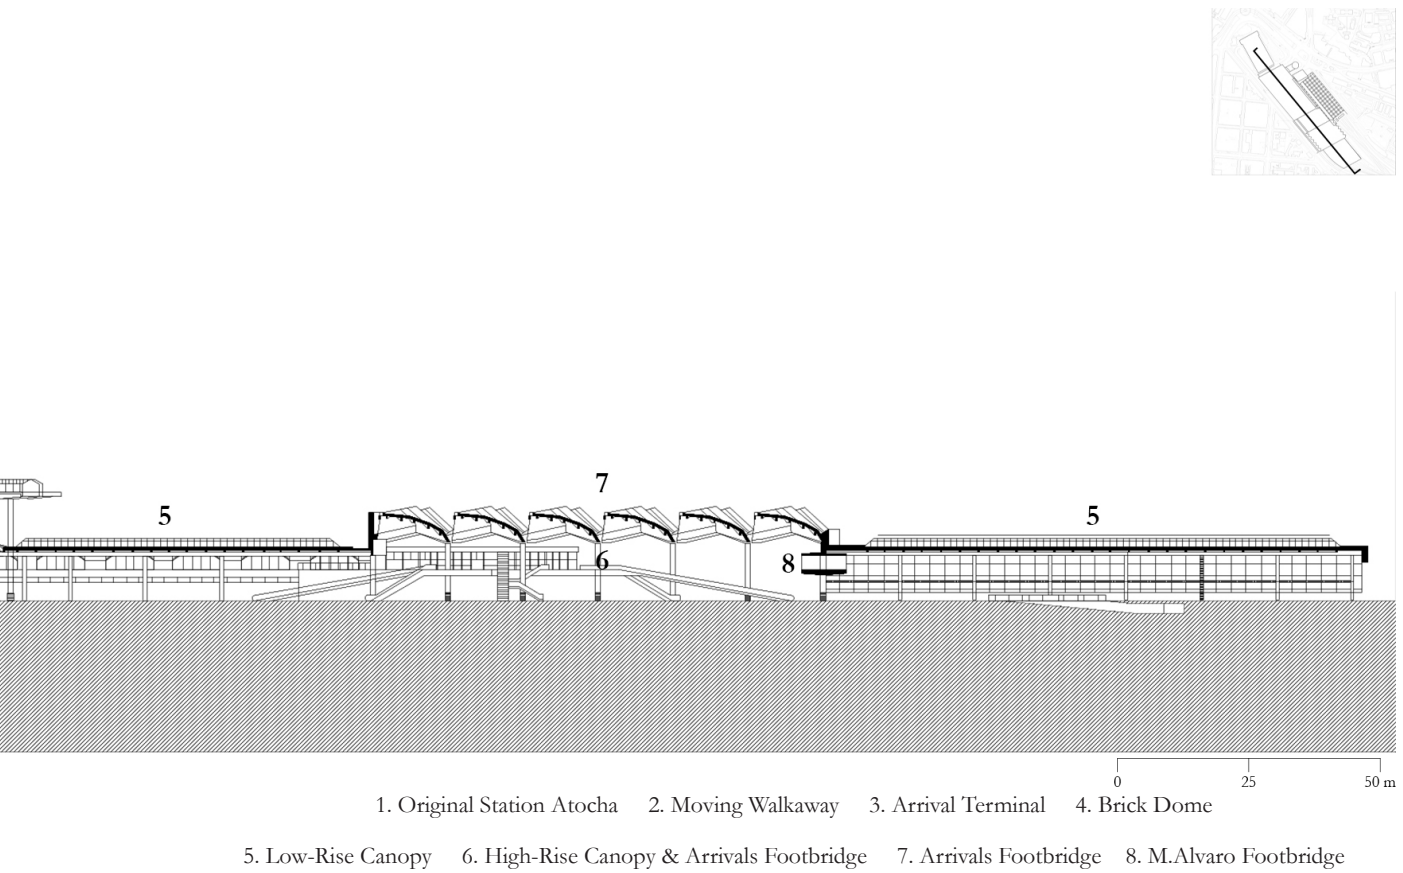 7
5
5
6
8
0 25 50 m
1. Original Station Atocha 2. Moving Walkaway 3. Arrival Terminal 4. Brick Dome
5. Low-Rise Canopy 6. High-Rise Canopy & Arrivals Footbridge 7. Arrivals Footbridge 8. M.Alvaro Footbridge